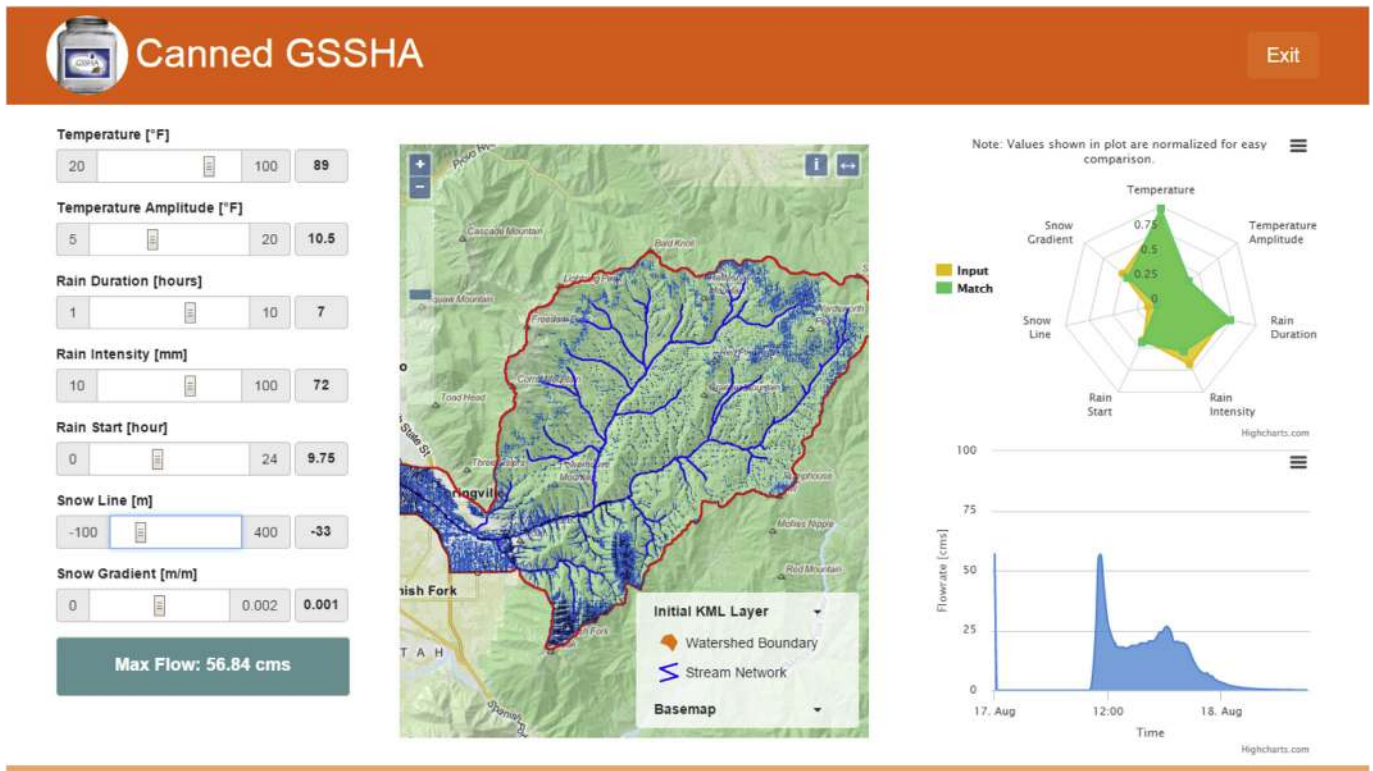 Canned GSSHA
Exit
Temperature [°F]
20 100 89
Temperature Amplitude [°F]
5 20 10.5
Rain Duration [hours]
1 10 7
Rain Intensity [mm]
10 100 72
Rain Start [hour]
0 24 9.75
Snow Line [m]
-100 400 -33
Snow Gradient [m/m]
0 0.002 0.001
Max Flow: 56.84 cms
+
−
i
Cascade Mountain
Bald Knoll
quaw Mountain
Toad Head
State St
ringville
Mollies Nipple
Red Mountain
nish Fork
T A H
Spanish
Initial KML Layer
Watershed Boundary
Stream Network
Basemap
Note: Values shown in plot are normalized for easy
comparison.
Temperature
Temperature
Amplitude
Rain
Duration
Rain
Intensity
Rain
Start
Snow
Line
Snow
Gradient
0.75
0.5
0.25
0
Input
Match
Highcharts.com
Flowrate [cms]
100
75
50
25
0
17. Aug
12:00
18. Aug
Time
Highcharts.com